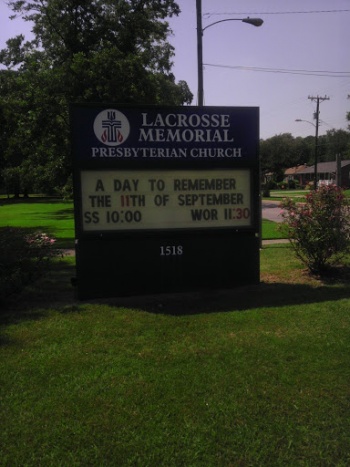 LACROSSE
MEMORIAL
PRESBYTERIAN CHURCH
A DAY TO REMEMBER
THE 11TH OF SEPTEMBER
SS 10:00 WOR 11:30
1518